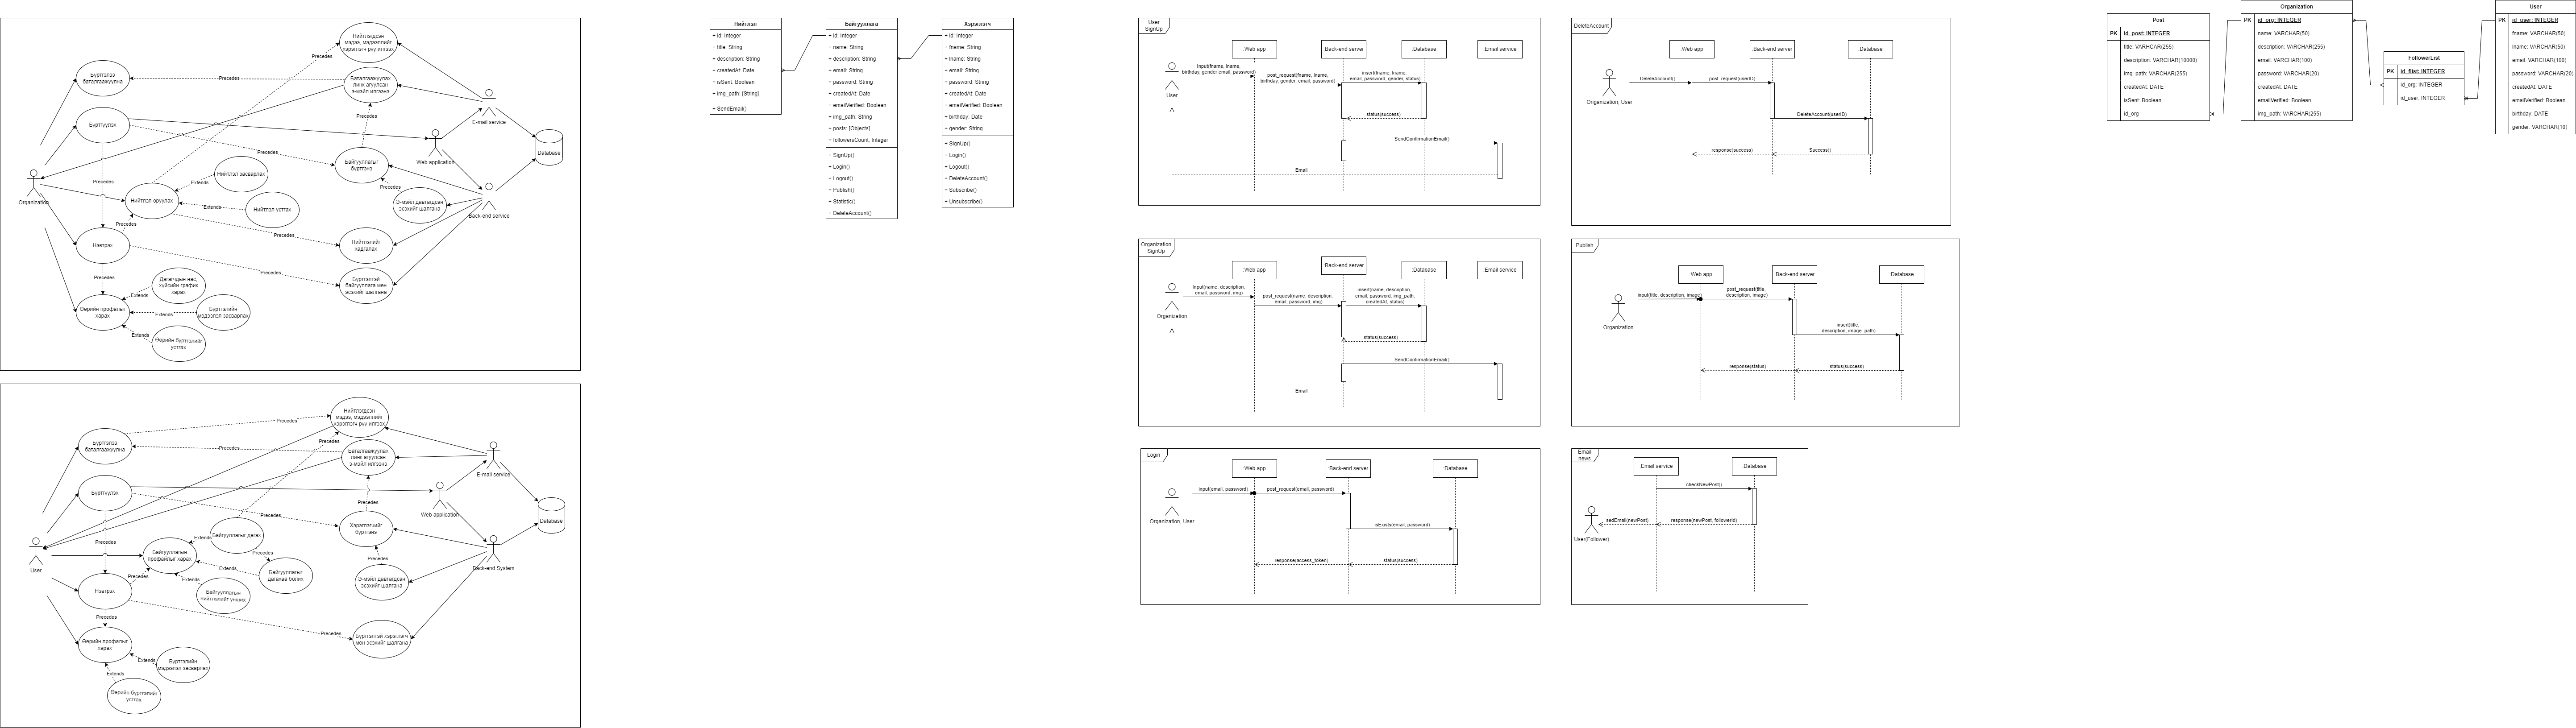 Нийтлэгдсэн
мэдээ, мэдээллийг
хэрэглэгч руу илгээх
Precedes
Бүртгэлээ
баталгаажуулна
Precedes
Баталгаажуулах
линк агуулсан
э-мэйл илгээнэ
E-mail service
Precedes
Бүртгүүлэх
Web application
Database
Precedes
Байгууллагыг
бүртгэнэ
Нийтлэл засварлах
Extends
Precedes
Precedes
Organization
Нийтлэл оруулах
Э-мэйл давтагдсан
эсэхийг шалгана
Extends
Нийтлэл устгах
Back-end service
Precedes
Precedes
Нэвтрэх
Нийтлэлийг
хадгалах
Precedes
Precedes
Дагагчдын нас,
хүйсийн график
харах
Бүртгэлтэй
байгууллага мөн
эсэхийг шалгана
Extends
Өөрийн профалыг
харах
Extends
Бүртгэлийн
мэдээлэл засварлах
Extends
Өөрийн бүртгэлийг
устгах
Нийтлэгдсэн
мэдээ, мэдээллийг
хэрэглэгч руу илгээх
Precedes
Бүртгэлээ
баталгаажуулна
Precedes
Precedes
Баталгаажуулах
линк агуулсан
э-мэйл илгээнэ
E-mail service
Бүртгүүлэх
Precedes
Web application
Database
Precedes
Хэрэглэгчийг
бүртгэнэ
Байгууллагыг дагах
Extends
Precedes
User
Байгууллагын
профайлыг харах
Precedes
Precedes
Extends
Байгууллагыг
дагахаа болих
Back-end System
Precedes
Extends
Э-мэйл давтагдсан
эсэхийг шалгана
Нэвтрэх
Байгууллагын
нийтлэлийг унших
Precedes
Precedes
Бүртгэлтэй хэрэглэгч
мөн эсэхийг шалгана
Өөрийн профалыг
харах
Extends
Бүртгэлийн
мэдээлэл засварлах
Extends
Өөрийн бүртгэлийг
устгах
Нийтлэл
+ id: Integer
+ title: String
+ description: String
+ createdAt: Date
+ isSent: Boolean
+ img_path: [String]
+ SendEmail()
Байгууллага
+ id: Integer
+ name: String
+ description: String
+ email: String
+ password: String
+ createdAt: Date
+ emailVerified: Boolean
+ img_path: String
+ posts: [Objects]
+ followersCount: Integer
+ SignUp()
+ Login()
+ Logout()
+ Publish()
+ Statistic()
+ DeleteAccount()
Хэрэглэгч
+ id: Integer
+ fname: String
+ lname: String
+ email: String
+ password: String
+ createdAt: Date
+ emailVerified: Boolean
+ birthday: Date
+ gender: String
+ SignUp()
+ Login()
+ Logout()
+ DeleteAccount()
+ Subscribe()
+ Unsubscribe()
User
SignUp
:Web app
:Back-end server
:Database
:Email service
User
Input(fname, lname,
birthday, gender email, password)
post_request(fname, lname,
birthday, gender, email, password)
insert(fname, lname,
email, password, gender, status)
status(success)
SendConfirmationEmail()
Email
Organization
SignUp
:Web app
:Back-end server
:Database
:Email service
Organization
Input(name, description,
email, password, img)
post_request(name, description,
email, password, img)
insert(name, description,
email, password, img_path,
createdAt, status)
status(success)
SendConfirmationEmail()
Email
Login
:Web app
:Back-end server
:Database
Organization, User
input(email, password)
post_request(email, password)
isExists(email, password)
response(access_token)
status(success)
DeleteAccount
:Web app
:Back-end server
:Database
Organization, User
DeleteAccount()
post_request(userID)
DeleteAccount(userID)
response(success)
Success()
Publish
:Web app
:Back-end server
:Database
Organization
input(title, description, image)
post_request(title,
description, image)
insert(title,
description, image_path)
response(status)
status(success)
Email
news
:Email service
:Database
checkNewPost()
sedEmail(newPost)
response(newPost, followerId)
User(Follower)
Post
PK
id_post: INTEGER
title: VARHCAR(255)
description: VARCHAR(10000)
img_path: VARCHAR(255)
createdAt: DATE
isSent: Boolean
id_org
Organization
PK
id_org: INTEGER
name: VARCHAR(50)
description: VARCHAR(255)
email: VARCHAR(100)
password: VARCHAR(20)
createdAt: DATE
emailVerified: Boolean
img_path: VARCHAR(255)
FollowerList
PK
id_flist: INTEGER
id_org: INTEGER
id_user: INTEGER
User
PK
id_user: INTEGER
fname: VARCHAR(50)
lname: VARCHAR(50)
email: VARCHAR(100)
password: VARCHAR(20)
createdAt: DATE
emailVerified: Boolean
birthday: DATE
gender: VARCHAR(10)